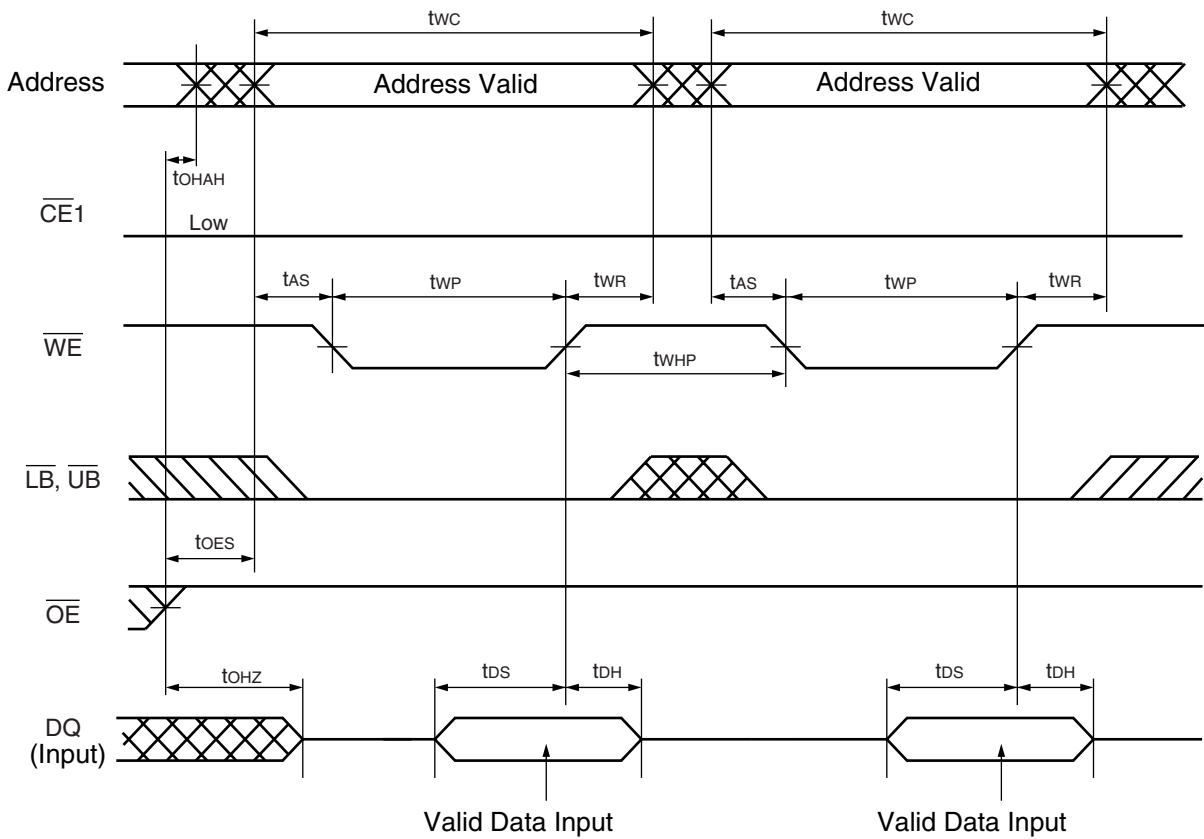 tWC tWC
Address Address Valid Address Valid
tOHAH
CE1 Low
tAS tWP tWR tAS tWP tWR
WE
tWHP
LB, UB
tOES
OE
tOHZ tDS tDH tDS tDH
DQ
(Input)
Valid Data Input Valid Data Input